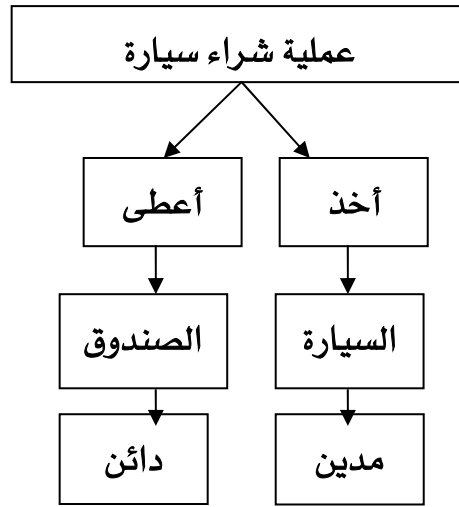 عملية شراء سيارة
أخذ
أعطى
السيارة
الصندوق
مدين
دائن